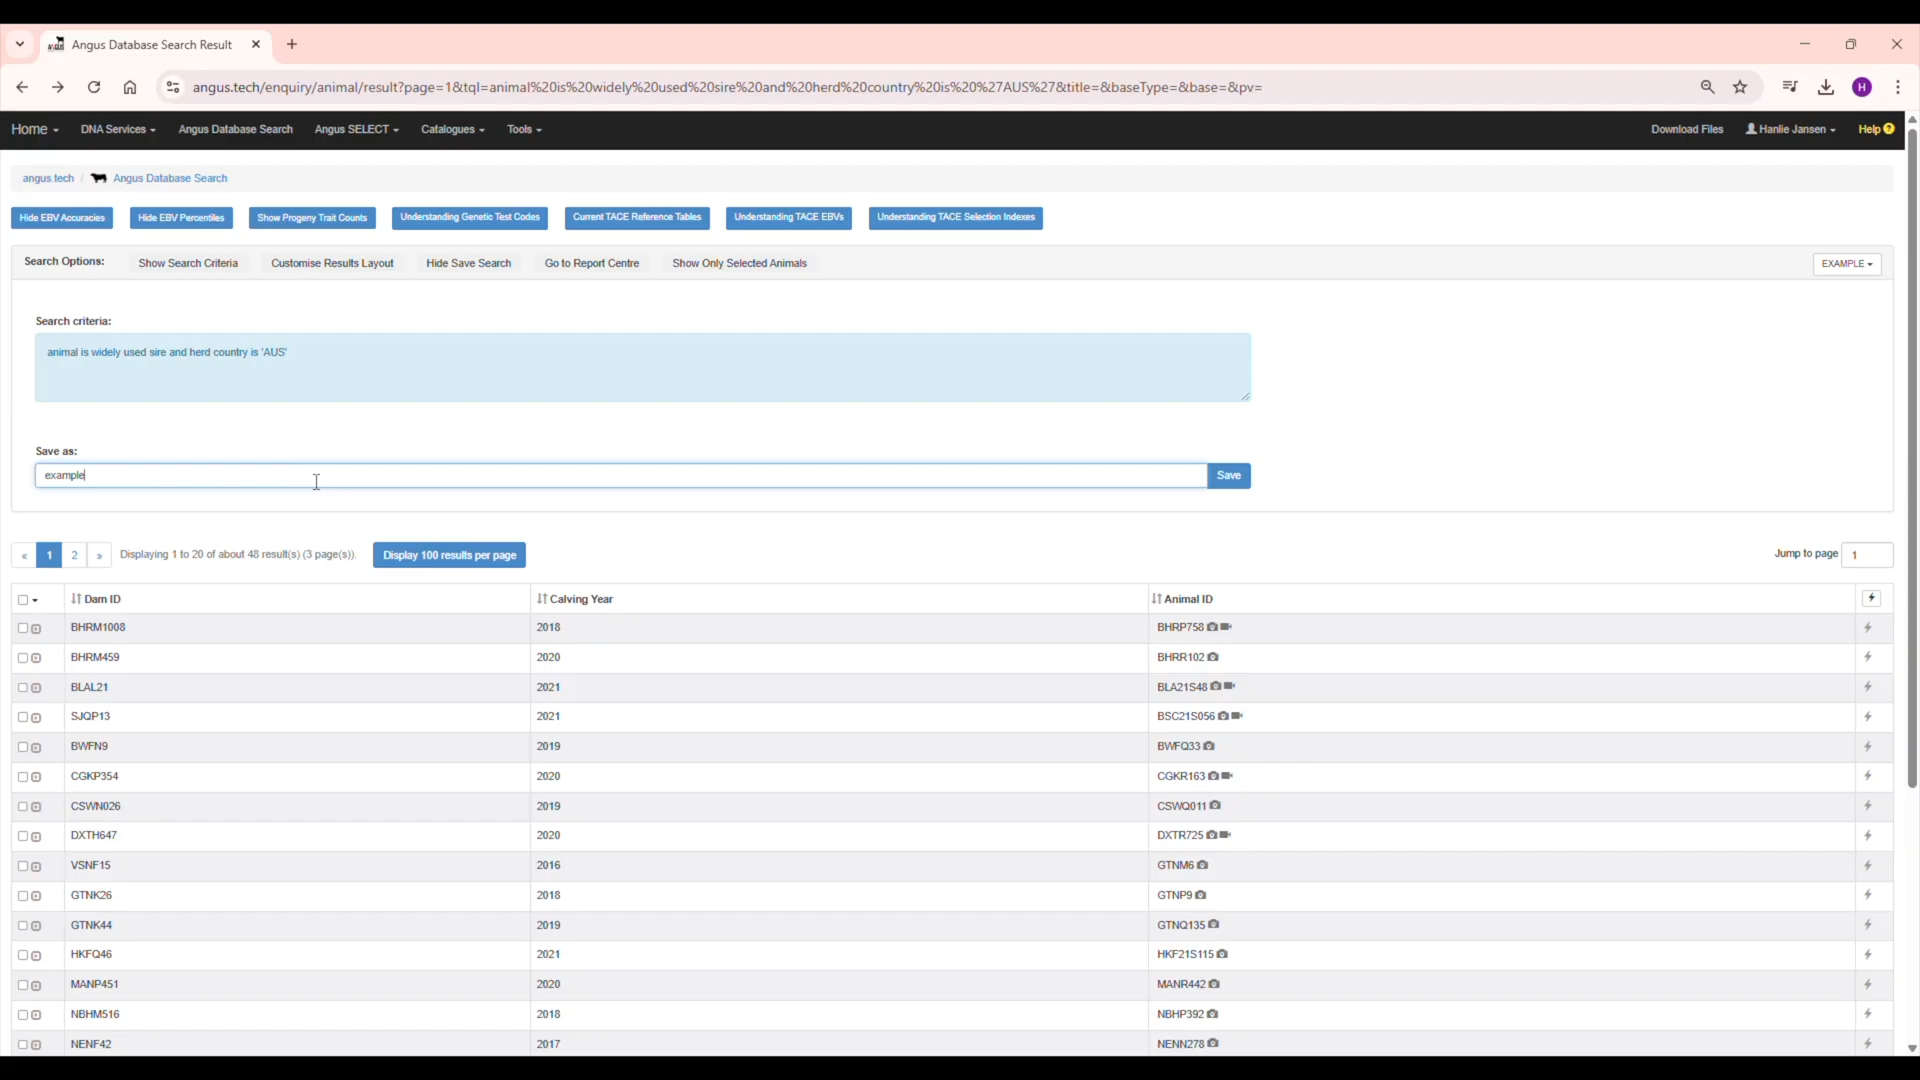 Angus Database Search Result
angus.tech/enquiry/animal/result?page=1&tql=animal%20is%20widely%20used%20sire%20and%20herd%20country%20is%20%27AUS%27&title=&baseType=&base=&pv=
H
Home DNA Services Angus Database Search Angus SELECT Catalogues Tools Download Files Hanlie Jansen Help ?
angus.tech / Angus Database Search
Hide EBV Accuracies Hide EBV Percentiles Show Progeny Trait Counts Understanding Genetic Test Codes Current TACE Reference Tables Understanding TACE EBVs Understanding TACE Selection Indexes
Search Options: Show Search Criteria Customise Results Layout Hide Save Search Go to Report Centre Show Only Selected Animals EXAMPLE
Search criteria:
animal is widely used sire and herd country is 'AUS'
Save as:
example Save
« 1 2 » Displaying 1 to 20 of about 48 result(s) (3 page(s)). Display 100 results per page Jump to page 1
Dam ID Calving Year Animal ID
BHRM1008 2018 BHRP758
BHRM459 2020 BHRR102
BLAL21 2021 BLA21S48
SJQP13 2021 BSC21S056
BWFN9 2019 BWFQ33
CGKP354 2020 CGKR163
CSWN026 2019 CSWQ011
DXTH647 2020 DXTR725
VSNF15 2016 GTNM6
GTNK26 2018 GTNP9
GTNK44 2019 GTNQ135
HKFQ46 2021 HKF21S115
MANP451 2020 MANR442
NBHM516 2018 NBHP392
NENF42 2017 NENN278